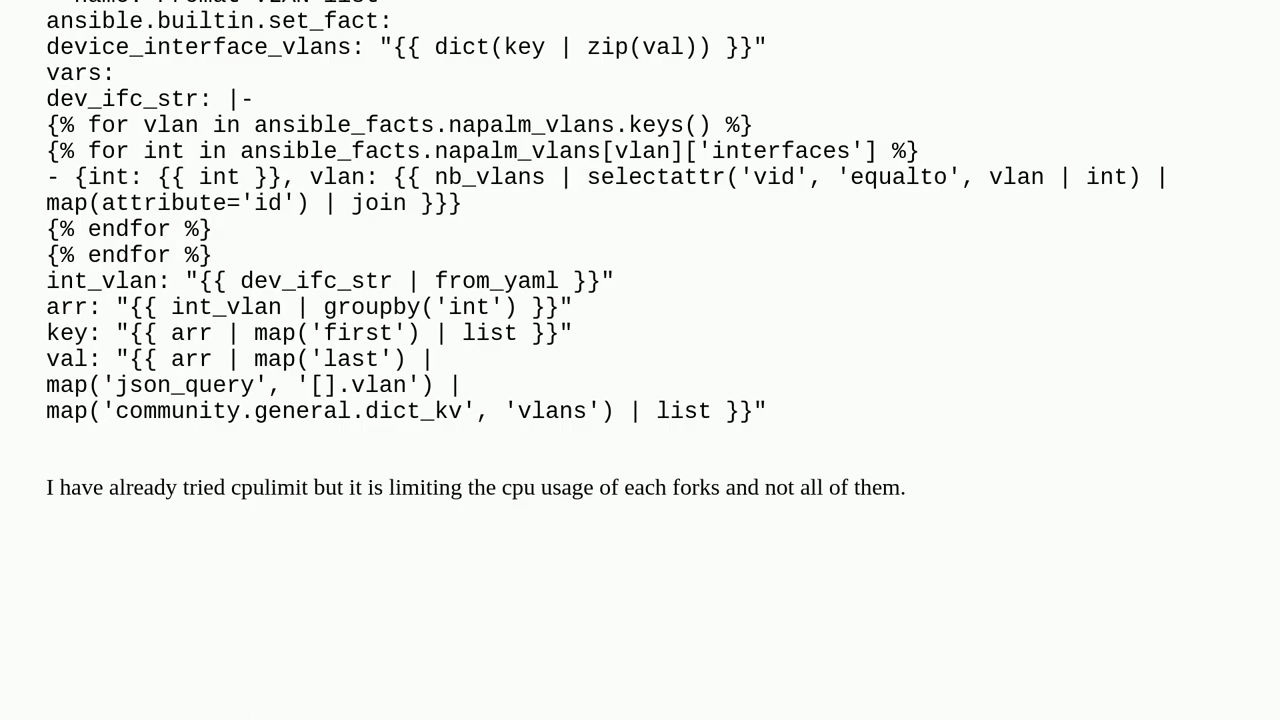 ansible.builtin.set_fact:
device_interface_vlans: "{{ dict(key | zip(val)) }}"
vars:
dev_ifc_str: |-
{% for vlan in ansible_facts.napalm_vlans.keys() %}
{% for int in ansible_facts.napalm_vlans[vlan]['interfaces'] %}
- {int: {{ int }}, vlan: {{ nb_vlans | selectattr('vid', 'equalto', vlan | int) |
map(attribute='id') | join }}}
{% endfor %}
{% endfor %}
int_vlan: "{{ dev_ifc_str | from_yaml }}"
arr: "{{ int_vlan | groupby('int') }}"
key: "{{ arr | map('first') | list }}"
val: "{{ arr | map('last') |
map('json_query', '[].vlan') |
map('community.general.dict_kv', 'vlans') | list }}"
I have already tried cpulimit but it is limiting the cpu usage of each forks and not all of them.